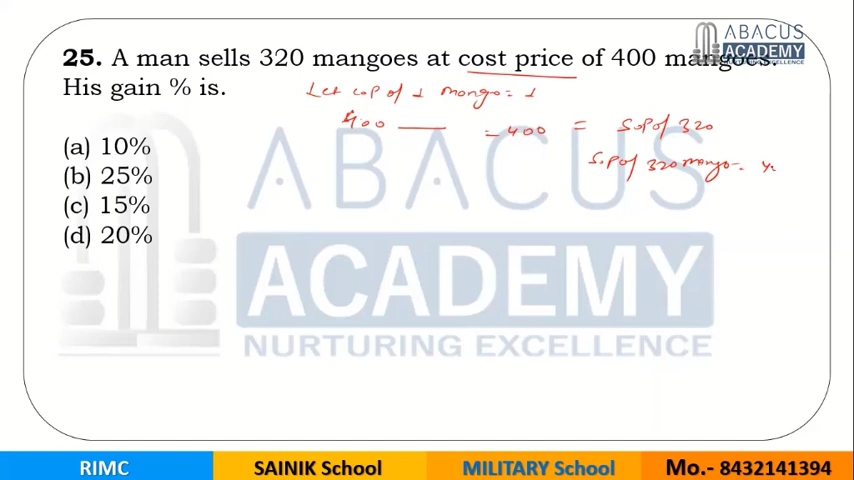 ABACUS
ACADEMY
NURTURING EXCELLENCE
25. A man sells 320 mangoes at cost price of 400 mangoes.
His gain % is.
Let C.P of 1 mango = 1
400 —— = 400 = S.P of 320
S.P of 320 mango =
(a) 10%
(b) 25%
(c) 15%
(d) 20%
ABACUS
ACADEMY
NURTURING EXCELLENCE
RIMC SAINIK School MILITARY School Mo.- 8432141394